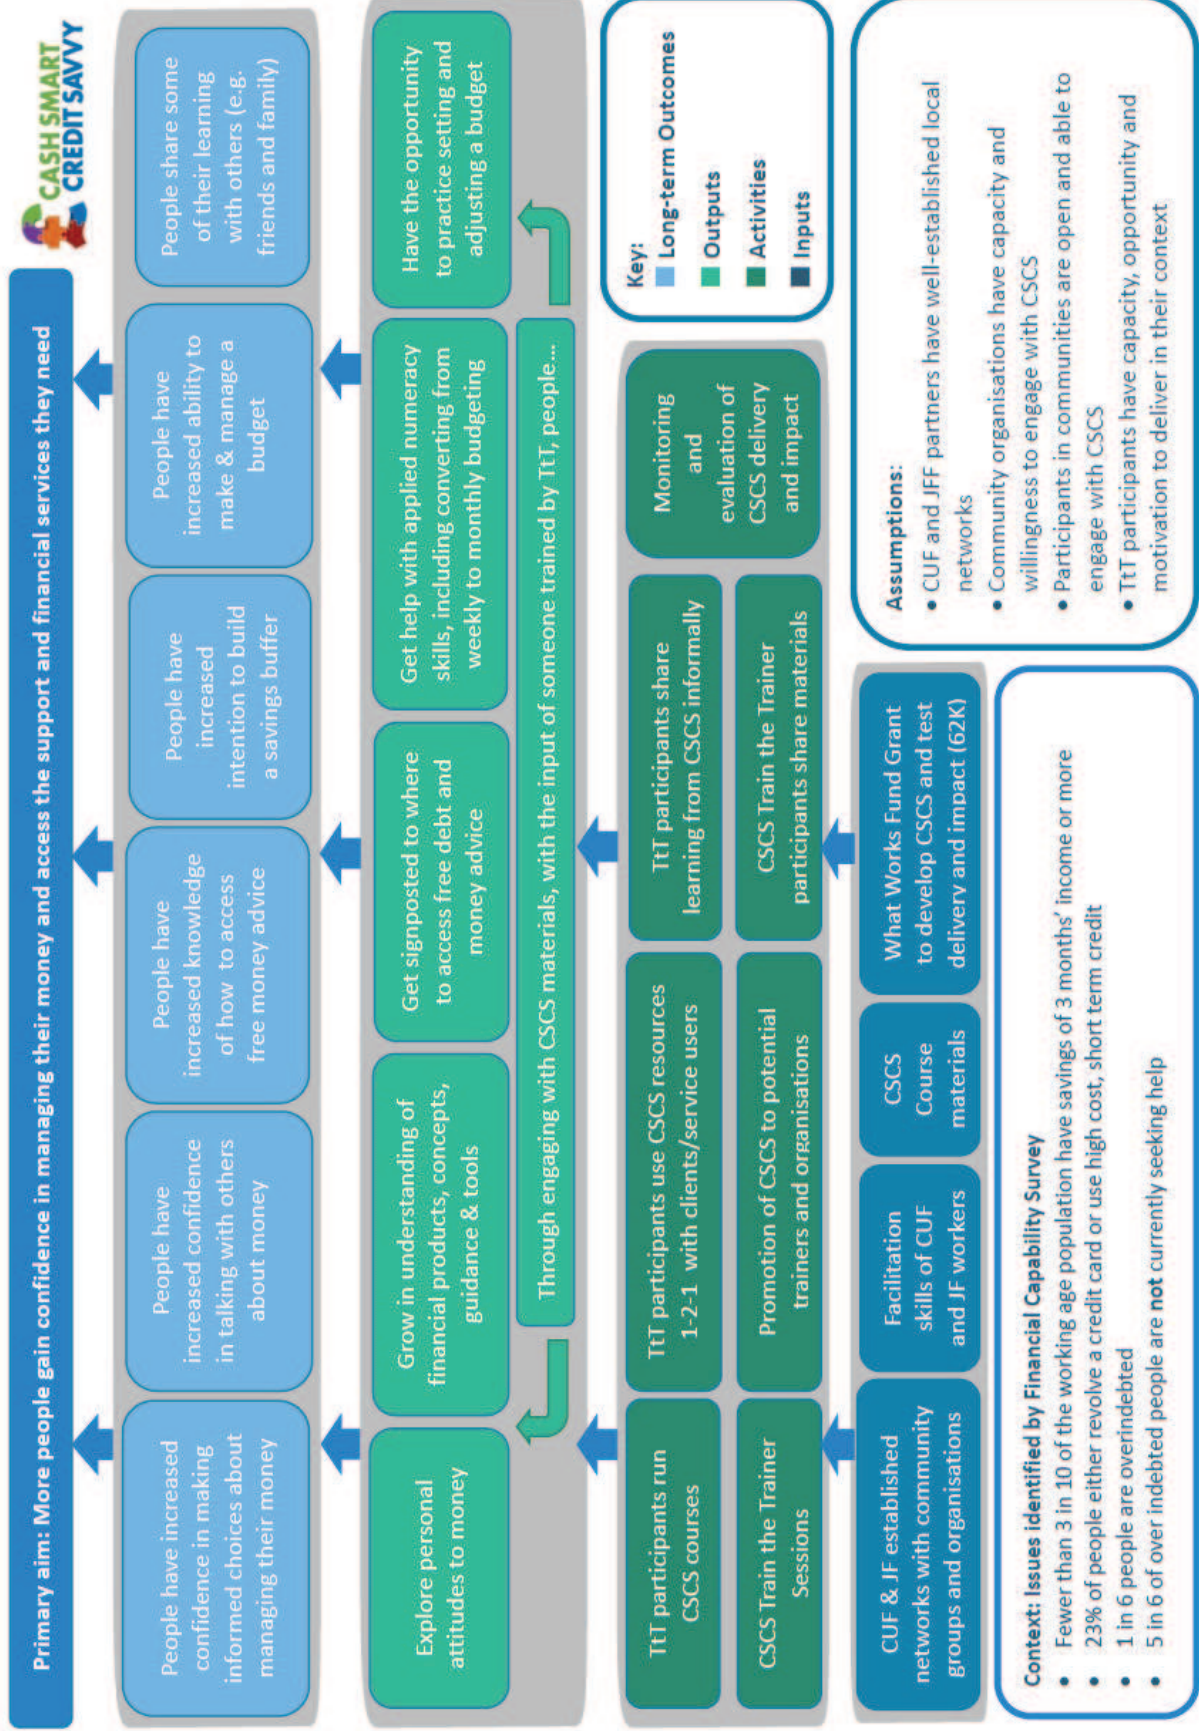 Primary aim: More people gain confidence in managing their money and access the support and financial services they need
CASH SMART
CREDIT SAVVY
People have increased
confidence in making
informed choices about
managing their money
People have
increased confidence
in talking with others
about money
People have
increased knowledge
of how to access
free money advice
People have
increased
intention to build
a savings buffer
People have
increased ability to
make & manage a
budget
People share some
of their learning
with others (e.g.
friends and family)
Explore personal
attitudes to money
Grow in understanding of
financial products, concepts,
guidance & tools
Get signposted to where
to access free debt and
money advice
Get help with applied numeracy
skills, including converting from
weekly to monthly budgeting
Have the opportunity
to practice setting and
adjusting a budget
Through engaging with CSCS materials, with the input of someone trained by TtT, people...
TtT participants run
CSCS courses
TtT participants use CSCS resources
1-2-1 with clients/service users
TtT participants share
learning from CSCS informally
Monitoring
and
evaluation of
CSCS delivery
and impact
CSCS Train the Trainer
Sessions
Promotion of CSCS to potential
trainers and organisations
CSCS Train the Trainer
participants share materials
Key:
Long-term Outcomes
Outputs
Activities
Inputs
CUF & JF established
networks with community
groups and organisations
Facilitation
skills of CUF
and JF workers
CSCS
Course
materials
What Works Fund Grant
to develop CSCS and test
delivery and impact (62K)
Assumptions:
• CUF and JFF partners have well-established local
networks
• Community organisations have capacity and
willingness to engage with CSCS
• Participants in communities are open and able to
engage with CSCS
• TtT participants have capacity, opportunity and
motivation to deliver in their context
Context: Issues identified by Financial Capability Survey
• Fewer than 3 in 10 of the working age population have savings of 3 months' income or more
• 23% of people either revolve a credit card or use high cost, short term credit
• 1 in 6 people are overindebted
• 5 in 6 of over indebted people are not currently seeking help